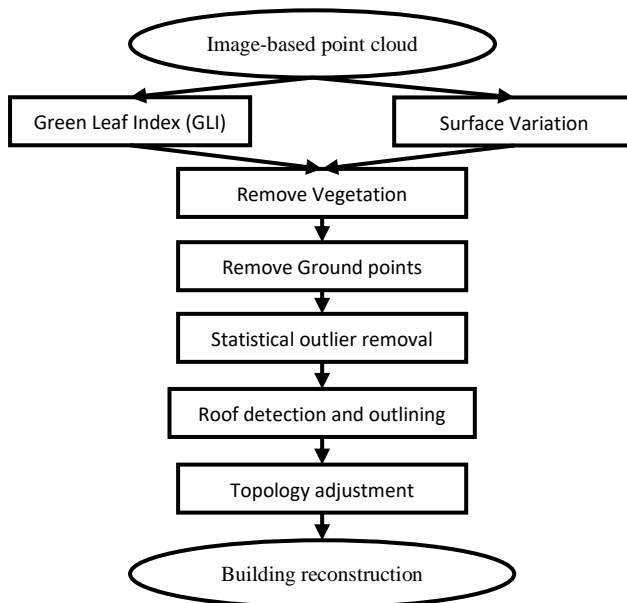 Image-based point cloud
Green Leaf Index (GLI)
Surface Variation
Remove Vegetation
Remove Ground points
Statistical outlier removal
Roof detection and outlining
Topology adjustment
Building reconstruction